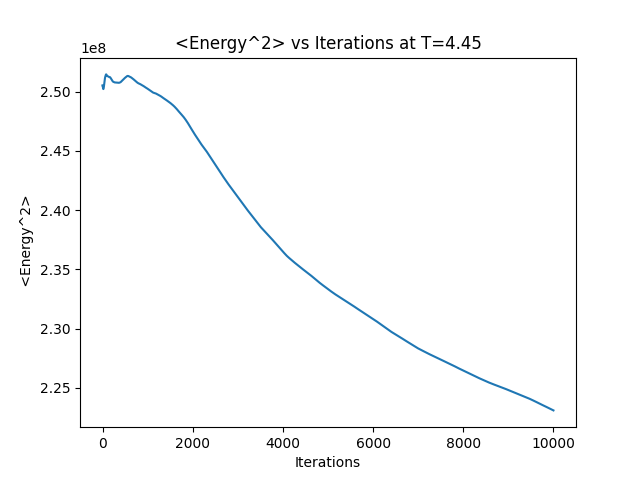 <Energy^2> vs Iterations at T=4.45
1e8
2.50
2.45
2.40
2.35
2.30
2.25
<Energy^2>
0 2000 4000 6000 8000 10000
Iterations